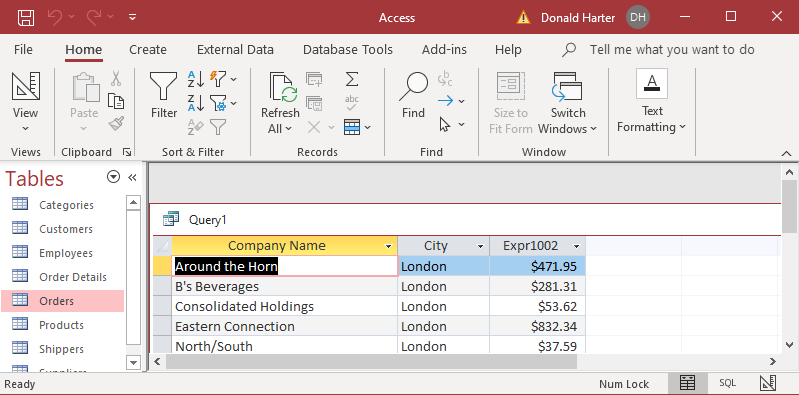 Access
Donald Harter
DH
File Home Create External Data Database Tools Add-ins Help Tell me what you want to do
View
Paste
Filter
Refresh All
abc
Find
Size to Fit Form
Switch Windows
A
Text Formatting
Views Clipboard Sort & Filter Records Find Window
Tables
Categories
Customers
Employees
Order Details
Orders
Products
Shippers
Suppliers
Query1
Company Name City Expr1002
Around the Horn London $471.95
B's Beverages London $281.31
Consolidated Holdings London $53.62
Eastern Connection London $832.34
North/South London $37.59
Ready
Num Lock
SQL